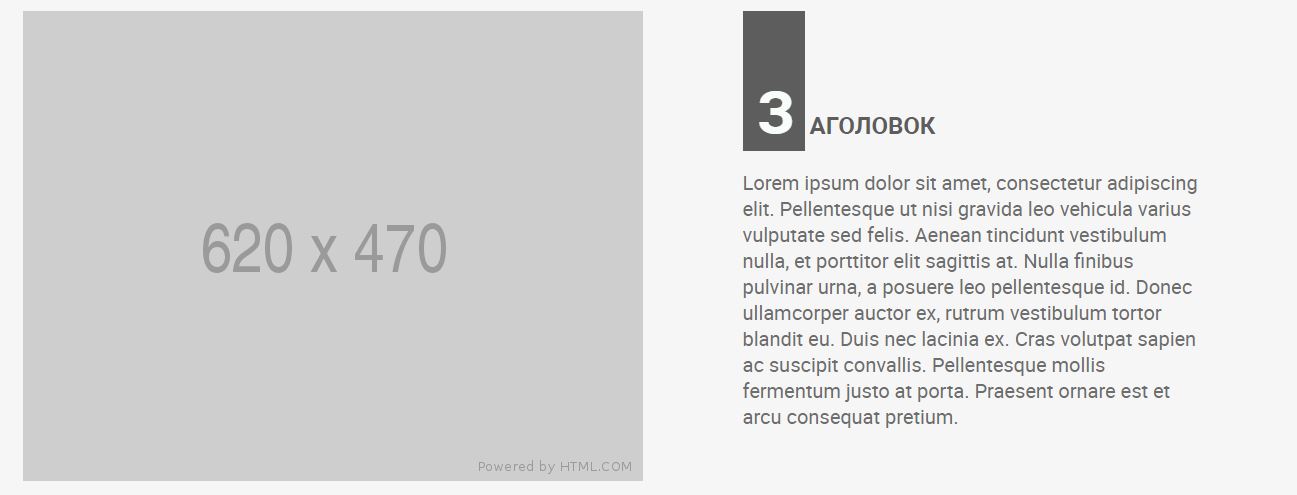 620 x 470
Powered by HTML.COM
ЗАГОЛОВОК
Lorem ipsum dolor sit amet, consectetur adipiscing
elit. Pellentesque ut nisi gravida leo vehicula varius
vulputate sed felis. Aenean tincidunt vestibulum
nulla, et porttitor elit sagittis at. Nulla finibus
pulvinar urna, a posuere leo pellentesque id. Donec
ullamcorper auctor ex, rutrum vestibulum tortor
blandit eu. Duis nec lacinia ex. Cras volutpat sapien
ac suscipit convallis. Pellentesque mollis
fermentum justo at porta. Praesent ornare est et
arcu consequat pretium.